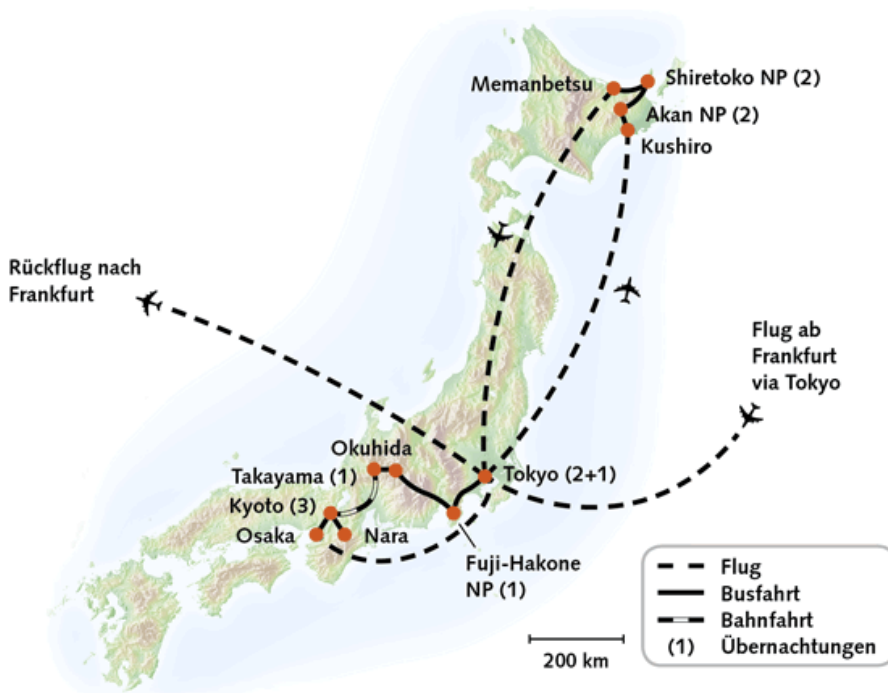 Memanbetsu
Shiretoko NP (2)
Akan NP (2)
Kushiro
Rückflug nach
Frankfurt
Flug ab
Frankfurt
via Tokyo
Okuhida
Takayama (1)
Tokyo (2+1)
Kyoto (3)
Osaka
Nara
Fuji-Hakone
NP (1)
Flug
Busfahrt
Bahnfahrt
(1) Übernachtungen
200 km